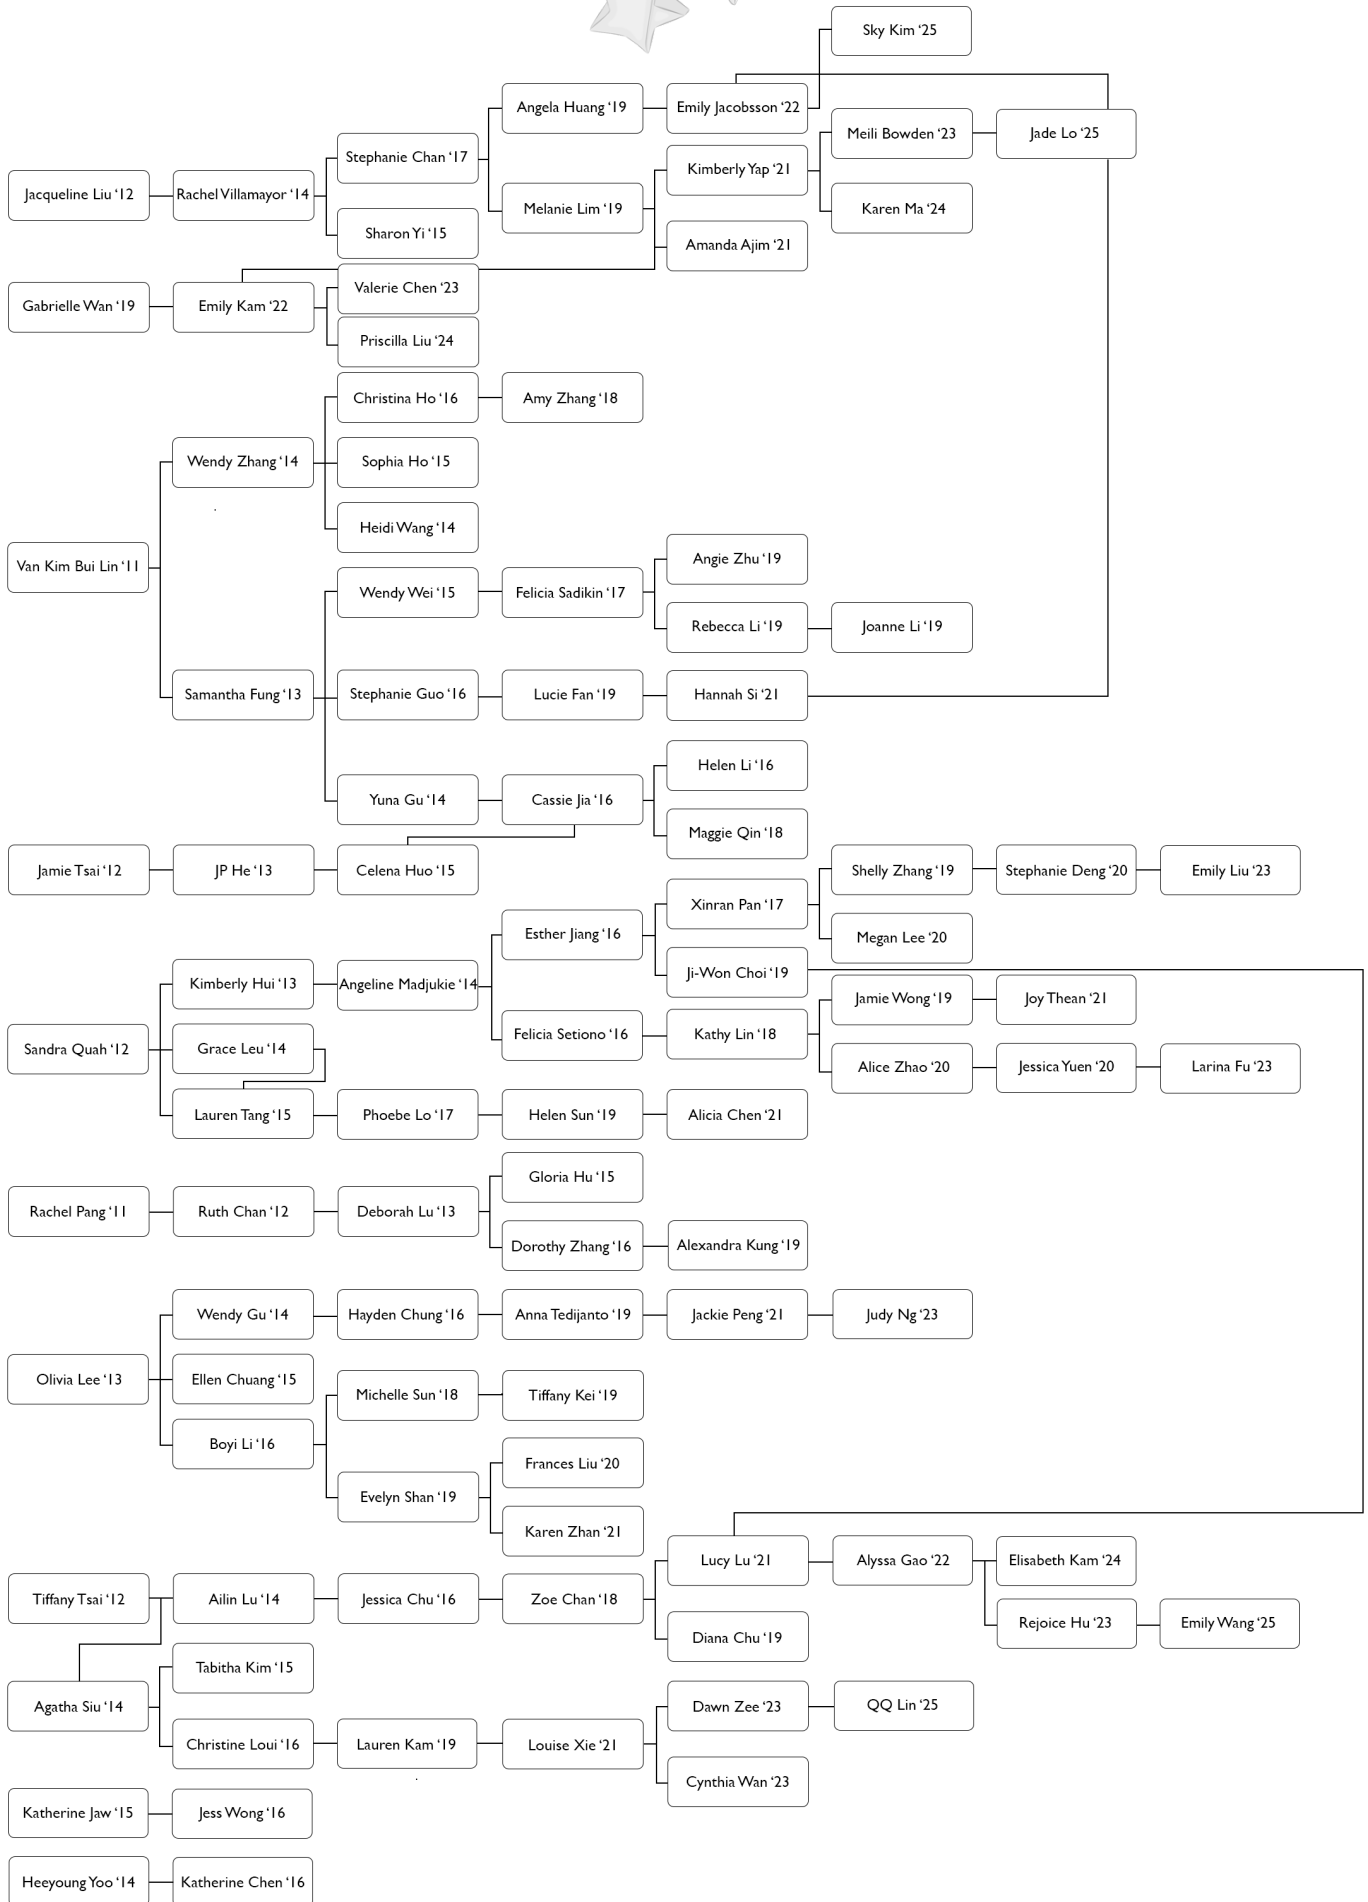 Sky Kim ‘25
Angela Huang ‘19
Emily Jacobsson ‘22
Meili Bowden ‘23
Jade Lo ‘25
Stephanie Chan ‘17
Kimberly Yap ‘21
Jacqueline Liu ‘12
Rachel Villamayor ‘14
Melanie Lim ‘19
Karen Ma ‘24
Sharon Yi ‘15
Amanda Ajim ‘21
Valerie Chen ‘23
Gabrielle Wan ‘19
Emily Kam ‘22
Priscilla Liu ‘24
Christina Ho ‘16
Amy Zhang ‘18
Wendy Zhang ‘14
Sophia Ho ‘15
Heidi Wang ‘14
Van Kim Bui Lin ‘11
Angie Zhu ‘19
Wendy Wei ‘15
Felicia Sadikin ‘17
Rebecca Li ‘19
Joanne Li ‘19
Samantha Fung ‘13
Stephanie Guo ‘16
Lucie Fan ‘19
Hannah Si ‘21
Helen Li ‘16
Yuna Gu ‘14
Cassie Jia ‘16
Maggie Qin ‘18
Jamie Tsai ‘12
JP He ‘13
Celena Huo ‘15
Shelly Zhang ‘19
Stephanie Deng ‘20
Emily Liu ‘23
Xinran Pan ‘17
Esther Jiang ‘16
Megan Lee ‘20
Ji-Won Choi ‘19
Kimberly Hui ‘13
Angeline Madjukie ‘14
Jamie Wong ‘19
Joy Thean ‘21
Sandra Quah ‘12
Grace Leu ‘14
Felicia Setiono ‘16
Kathy Lin ‘18
Alice Zhao ‘20
Jessica Yuen ‘20
Larina Fu ‘23
Lauren Tang ‘15
Phoebe Lo ‘17
Helen Sun ‘19
Alicia Chen ‘21
Gloria Hu ‘15
Rachel Pang ‘11
Ruth Chan ‘12
Deborah Lu ‘13
Dorothy Zhang ‘16
Alexandra Kung ‘19
Wendy Gu ‘14
Hayden Chung ‘16
Anna Tedijanto ‘19
Jackie Peng ‘21
Judy Ng ‘23
Olivia Lee ‘13
Ellen Chuang ‘15
Michelle Sun ‘18
Tiffany Kei ‘19
Boyi Li ‘16
Frances Liu ‘20
Evelyn Shan ‘19
Karen Zhan ‘21
Lucy Lu ‘21
Alyssa Gao ‘22
Elisabeth Kam ‘24
Tiffany Tsai ‘12
Ailin Lu ‘14
Jessica Chu ‘16
Zoe Chan ‘18
Rejoice Hu ‘23
Emily Wang ‘25
Diana Chu ‘19
Tabitha Kim ‘15
Agatha Siu ‘14
Dawn Zee ‘23
QQ Lin ‘25
Christine Loui ‘16
Lauren Kam ‘19
Louise Xie ‘21
Cynthia Wan ‘23
Katherine Jaw ‘15
Jess Wong ‘16
Heeyoung Yoo ‘14
Katherine Chen ‘16